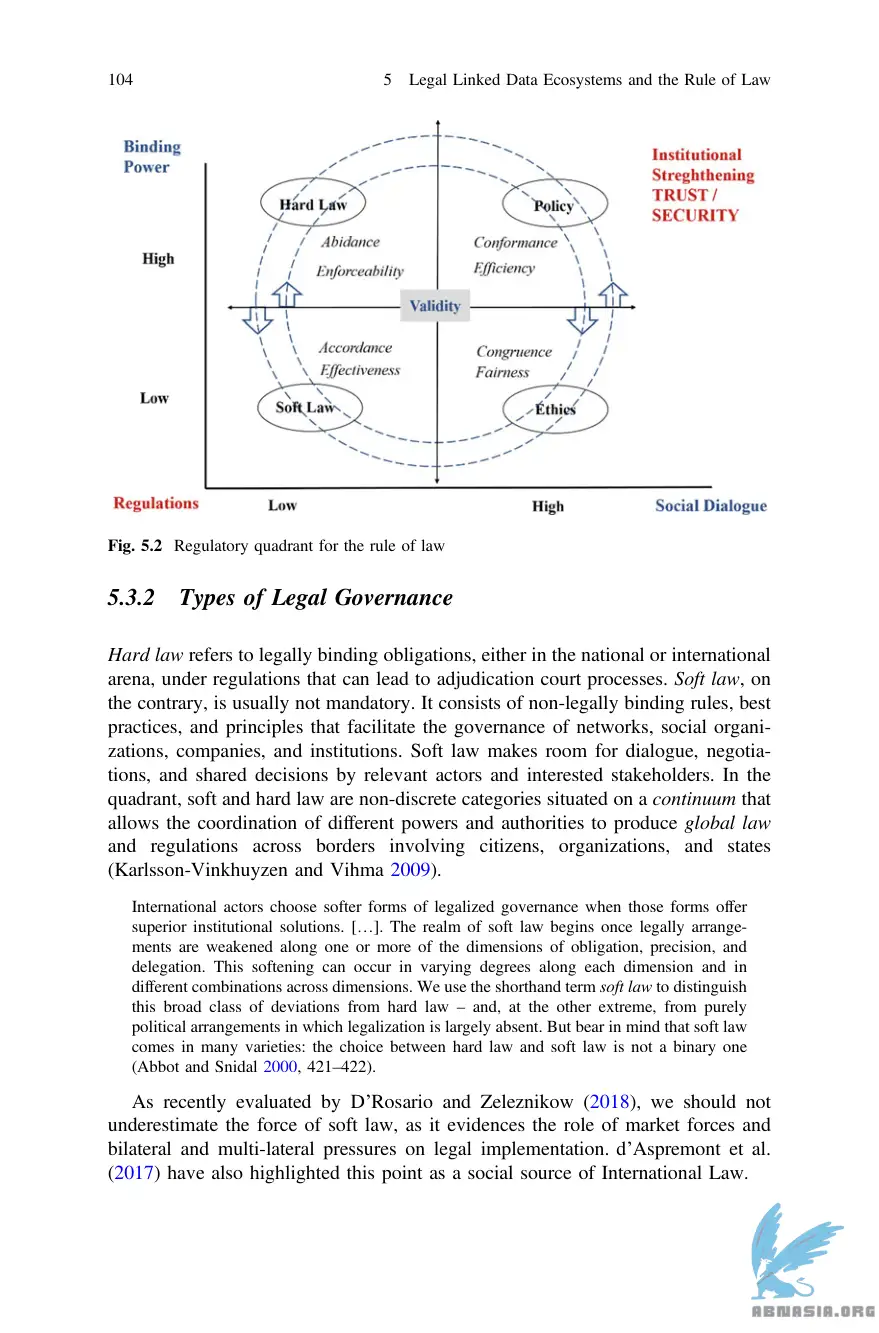 104
5 Legal Linked Data Ecosystems and the Rule of Law
Binding
Power
Institutional
Streghthening
TRUST /
SECURITY
Hard Law
Policy
Abidance
Enforceability
Conformance
Efficiency
High
Validity
Accordance
Effectiveness
Congruence
Fairness
Low
Soft Law
Ethics
Regulations
Low
High
Social Dialogue
Fig. 5.2 Regulatory quadrant for the rule of law
5.3.2 Types of Legal Governance
Hard law refers to legally binding obligations, either in the national or international
arena, under regulations that can lead to adjudication court processes. Soft law, on
the contrary, is usually not mandatory. It consists of non-legally binding rules, best
practices, and principles that facilitate the governance of networks, social organi-
zations, companies, and institutions. Soft law makes room for dialogue, negotia-
tions, and shared decisions by relevant actors and interested stakeholders. In the
quadrant, soft and hard law are non-discrete categories situated on a continuum that
allows the coordination of different powers and authorities to produce global law
and regulations across borders involving citizens, organizations, and states
(Karlsson-Vinkhuyzen and Vihma 2009).
International actors choose softer forms of legalized governance when those forms offer
superior institutional solutions. […]. The realm of soft law begins once legally arrange-
ments are weakened along one or more of the dimensions of obligation, precision, and
delegation. This softening can occur in varying degrees along each dimension and in
different combinations across dimensions. We use the shorthand term soft law to distinguish
this broad class of deviations from hard law – and, at the other extreme, from purely
political arrangements in which legalization is largely absent. But bear in mind that soft law
comes in many varieties: the choice between hard law and soft law is not a binary one
(Abbot and Snidal 2000, 421–422).
As recently evaluated by D'Rosario and Zeleznikow (2018), we should not
underestimate the force of soft law, as it evidences the role of market forces and
bilateral and multi-lateral pressures on legal implementation. d'Aspremont et al.
(2017) have also highlighted this point as a social source of International Law.
ABNASIA.ORG